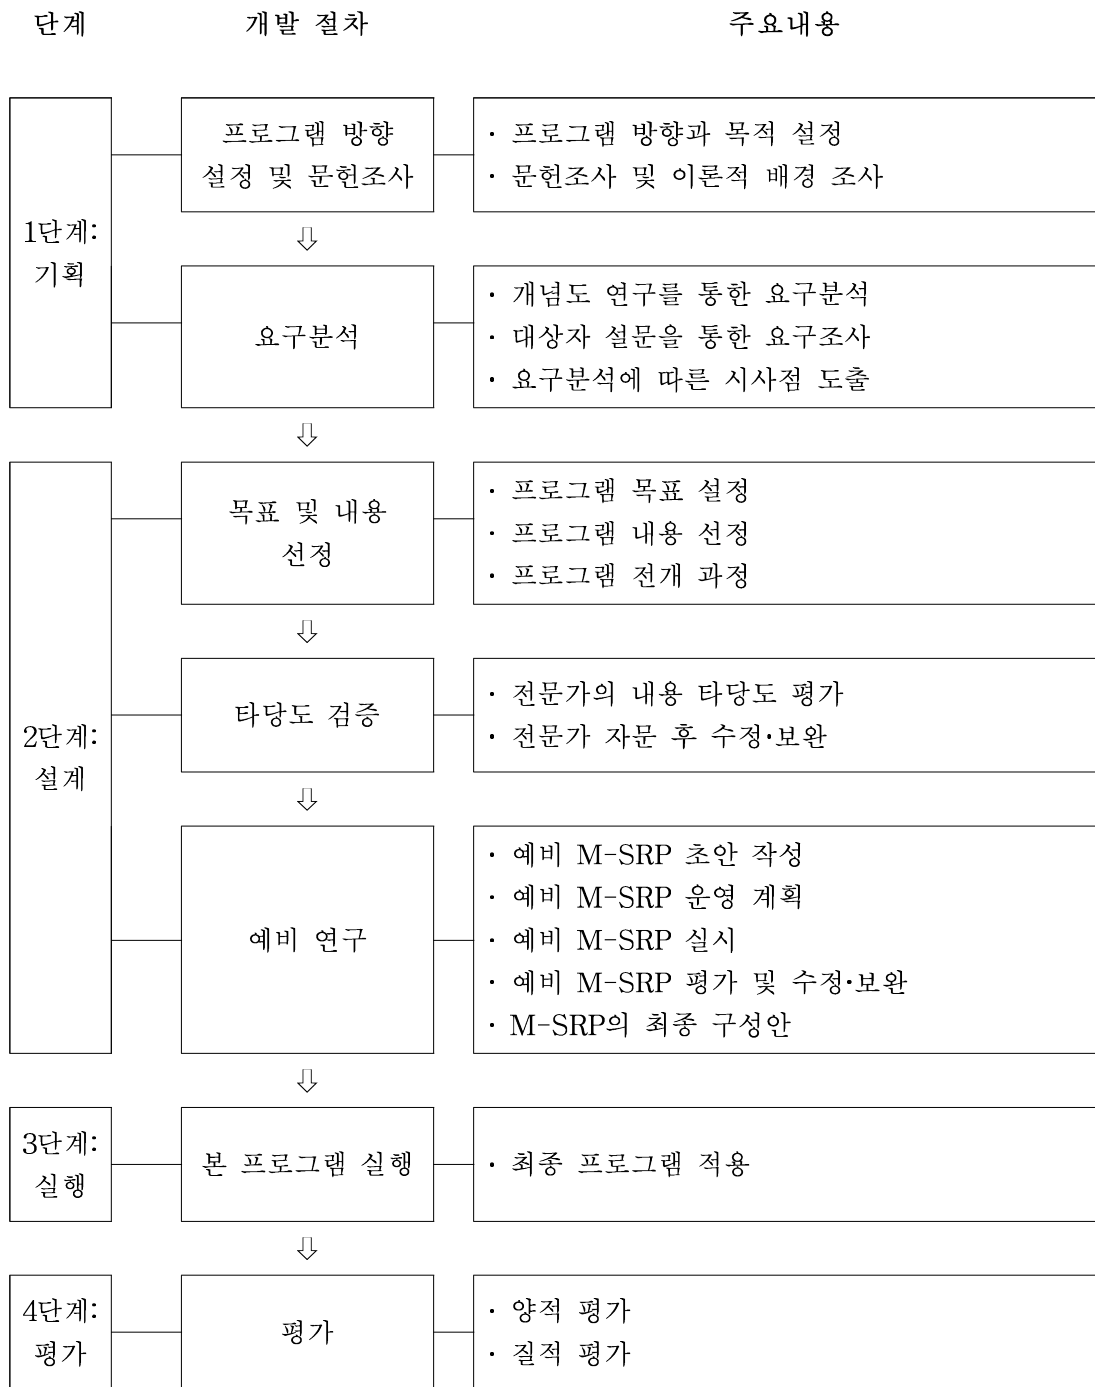 단계 개발 절차 주요내용
프로그램 방향
설정 및 문헌조사
· 프로그램 방향과 목적 설정
· 문헌조사 및 이론적 배경 조사
1단계:
기획
⇩
요구분석
· 개념도 연구를 통한 요구분석
· 대상자 설문을 통한 요구조사
· 요구분석에 따른 시사점 도출
⇩
2단계:
설계
목표 및 내용
선정
· 프로그램 목표 설정
· 프로그램 내용 선정
· 프로그램 전개 과정
⇩
타당도 검증
· 전문가의 내용 타당도 평가
· 전문가 자문 후 수정·보완
⇩
예비 연구
· 예비 M-SRP 초안 작성
· 예비 M-SRP 운영 계획
· 예비 M-SRP 실시
· 예비 M-SRP 평가 및 수정·보완
· M-SRP의 최종 구성안
⇩
3단계:
실행
본 프로그램 실행
· 최종 프로그램 적용
⇩
4단계:
평가
평가
· 양적 평가
· 질적 평가